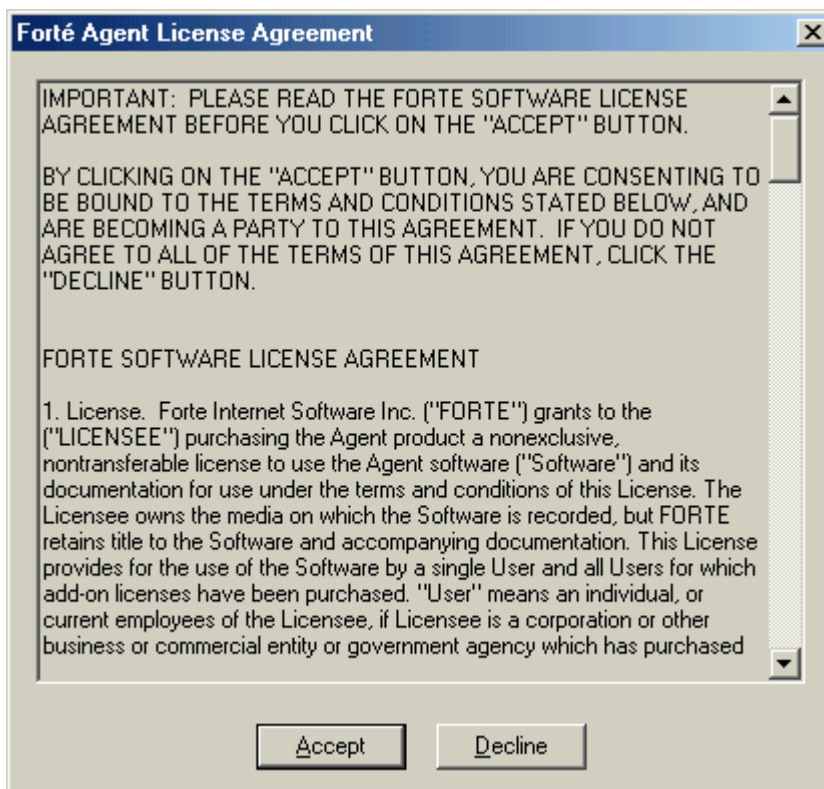 Forté Agent License Agreement
IMPORTANT:  PLEASE READ THE FORTE SOFTWARE LICENSE
AGREEMENT BEFORE YOU CLICK ON THE "ACCEPT" BUTTON.
BY CLICKING ON THE "ACCEPT" BUTTON, YOU ARE CONSENTING TO
BE BOUND TO THE TERMS AND CONDITIONS STATED BELOW, AND
ARE BECOMING A PARTY TO THIS AGREEMENT.  IF YOU DO NOT
AGREE TO ALL OF THE TERMS OF THIS AGREEMENT, CLICK THE
"DECLINE" BUTTON.
FORTE SOFTWARE LICENSE AGREEMENT
1. License.  Forte Internet Software Inc. ("FORTE") grants to the
("LICENSEE") purchasing the Agent product a nonexclusive,
nontransferable license to use the Agent software ("Software") and its
documentation for use under the terms and conditions of this License. The
Licensee owns the media on which the Software is recorded, but FORTE
retains title to the Software and accompanying documentation. This License
provides for the use of the Software by a single User and all Users for which
add-on licenses have been purchased. "User" means an individual, or
current employees of the Licensee, if Licensee is a corporation or other
business or commercial entity or government agency which has purchased
Accept
Decline